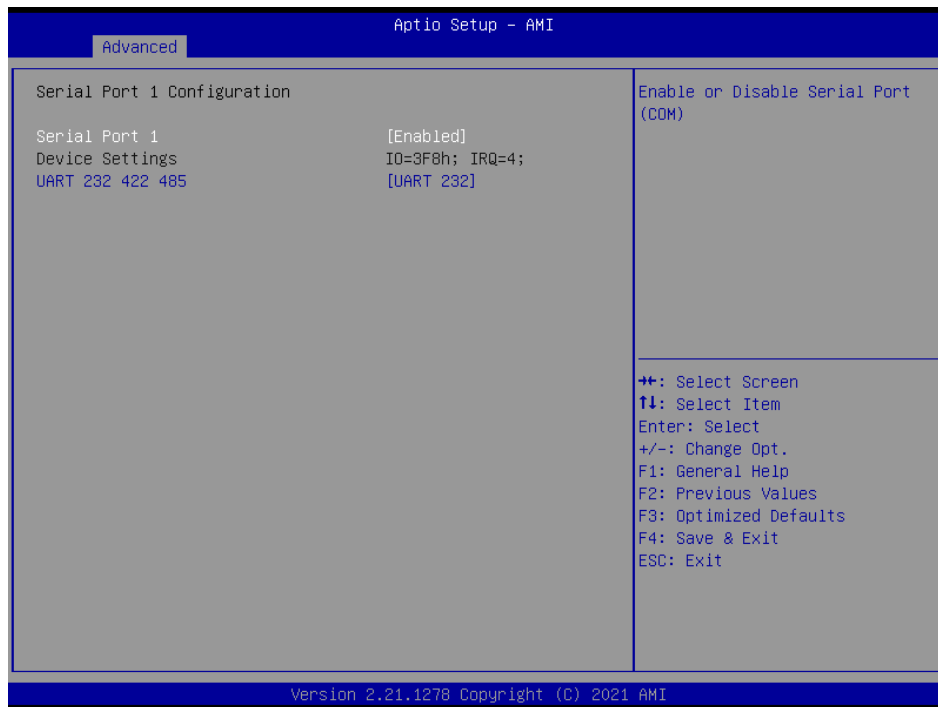 Aptio Setup – AMI
Advanced
Serial Port 1 Configuration
Serial Port 1 [Enabled]
Device Settings IO=3F8h; IRQ=4;
UART 232 422 485 [UART 232]
Enable or Disable Serial Port
(COM)
→←: Select Screen
↑↓: Select Item
Enter: Select
+/-: Change Opt.
F1: General Help
F2: Previous Values
F3: Optimized Defaults
F4: Save & Exit
ESC: Exit
Version 2.21.1278 Copyright (C) 2021 AMI